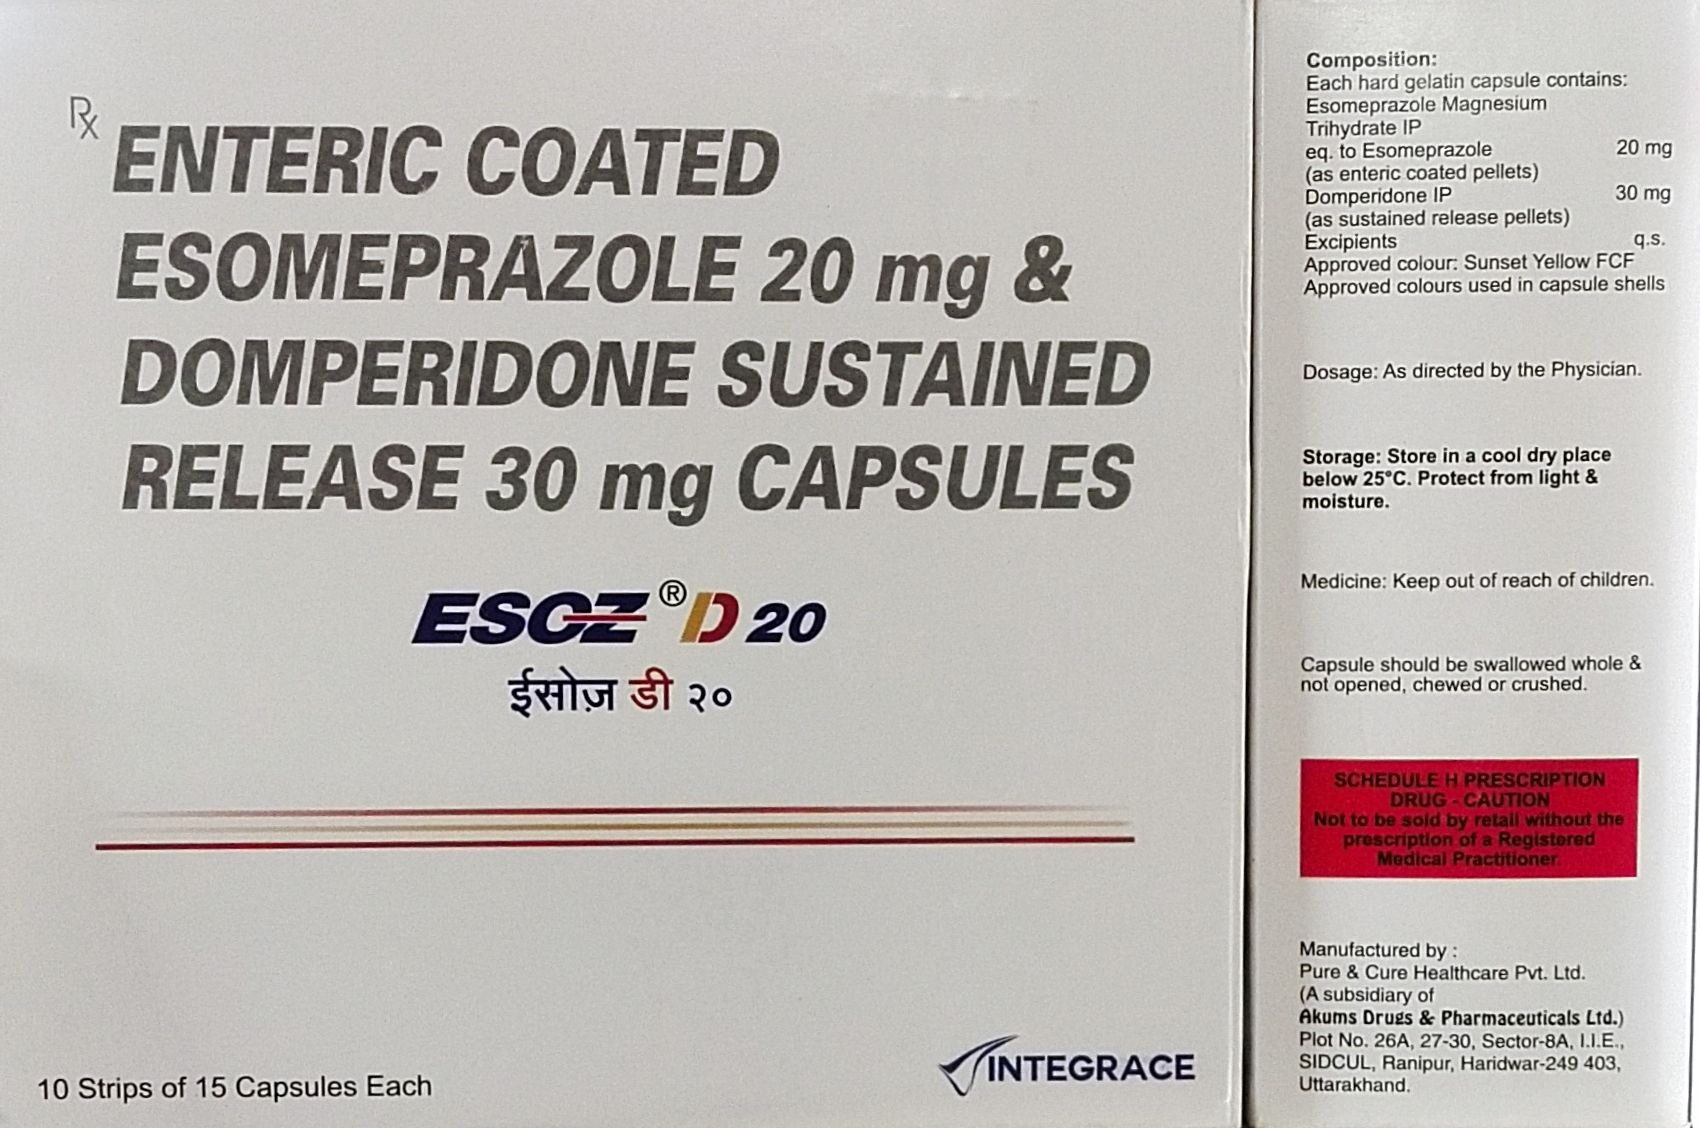 Rx
ENTERIC COATED
ESOMEPRAZOLE 20 mg &
DOMPERIDONE SUSTAINED
RELEASE 30 mg CAPSULES
ESOZ® D 20
ईसोज़ डी २०
10 Strips of 15 Capsules Each
INTEGRACE
Composition:
Each hard gelatin capsule contains:
Esomeprazole Magnesium
Trihydrate IP
eq. to Esomeprazole 20 mg
(as enteric coated pellets)
Domperidone IP 30 mg
(as sustained release pellets)
Excipients q.s.
Approved colour: Sunset Yellow FCF
Approved colours used in capsule shells
Dosage: As directed by the Physician.
Storage: Store in a cool dry place
below 25°C. Protect from light &
moisture.
Medicine: Keep out of reach of children.
Capsule should be swallowed whole &
not opened, chewed or crushed.
SCHEDULE H PRESCRIPTION
DRUG - CAUTION
Not to be sold by retail without the
prescription of a Registered
Medical Practitioner.
Manufactured by :
Pure & Cure Healthcare Pvt. Ltd.
(A subsidiary of
Akums Drugs & Pharmaceuticals Ltd.)
Plot No. 26A, 27-30, Sector-8A, I.I.E.,
SIDCUL, Ranipur, Haridwar-249 403,
Uttarakhand.